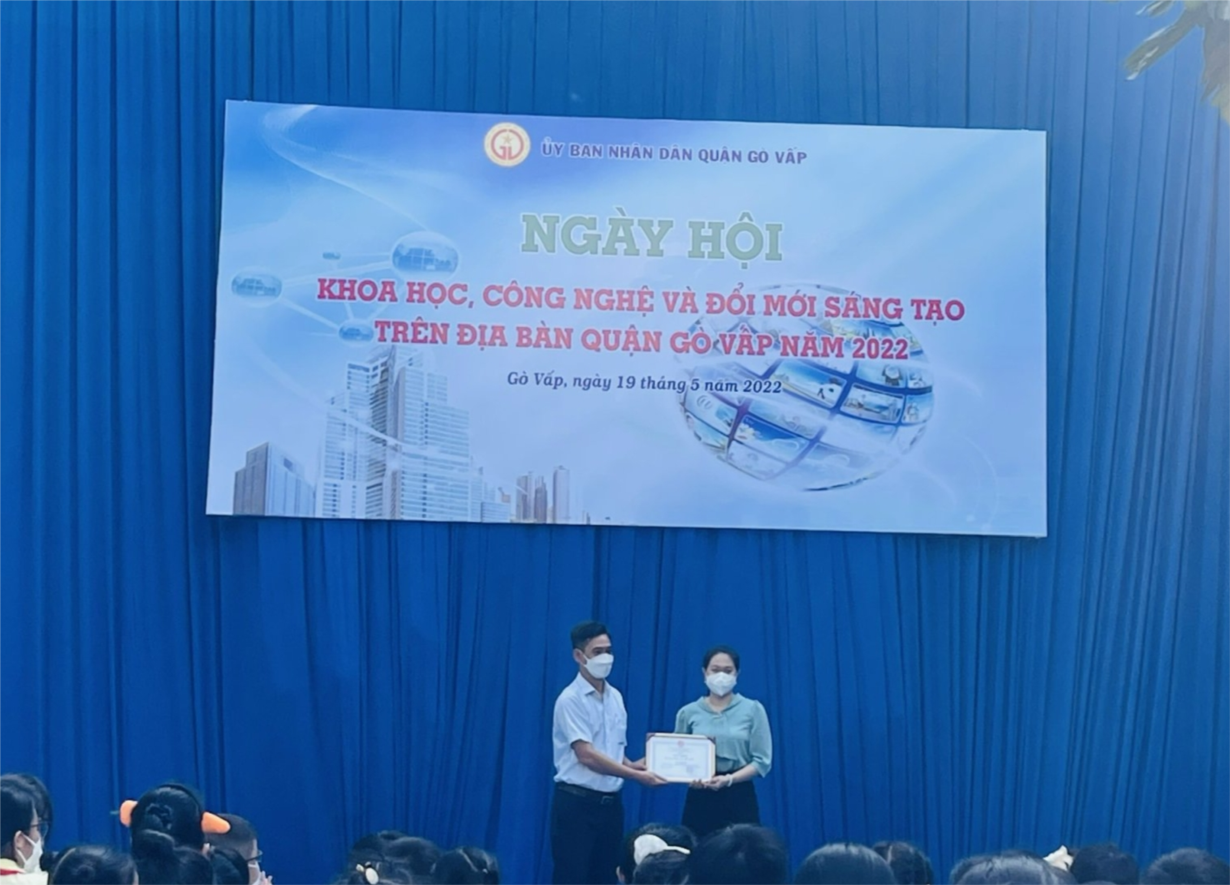 ỦY BAN NHÂN DÂN QUẬN GÒ VẤP
NGÀY HỘI
KHOA HỌC, CÔNG NGHỆ VÀ ĐỔI MỚI SÁNG TẠO
TRÊN ĐỊA BÀN QUẬN GÒ VẤP NĂM 2022
Gò Vấp, ngày 19 tháng 5 năm 2022